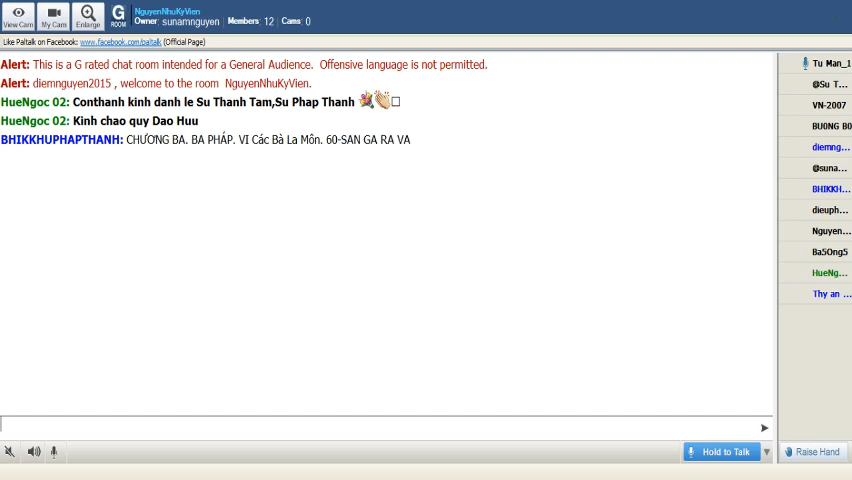 View Cam
My Cam
Enlarge
G
ROOM
NguyenNhuKyVien
Owner: sunamnguyen Members: 12 Cams: 0
Like Paltalk on Facebook: www.facebook.com/paltalk (Official Page)
Alert: This is a G rated chat room intended for a General Audience. Offensive language is not permitted.
Alert: diemnguyen2015 , welcome to the room NguyenNhuKyVien.
HueNgoc 02: Conthanh kinh danh le Su Thanh Tam,Su Phap Thanh
HueNgoc 02: Kinh chao quy Dao Huu
BHIKKHUPHAPTHANH: CHƯƠNG BA. BA PHÁP. VI Các Bà La Môn. 60-SAN GA RA VA
Tu Man_1
@Su T...
VN-2007
BUONG BO
diemng...
@suna...
BHIKKH...
dieuph...
Nguyen...
Ba5Ong5
HueNg...
Thy an ...
Hold to Talk
Raise Hand